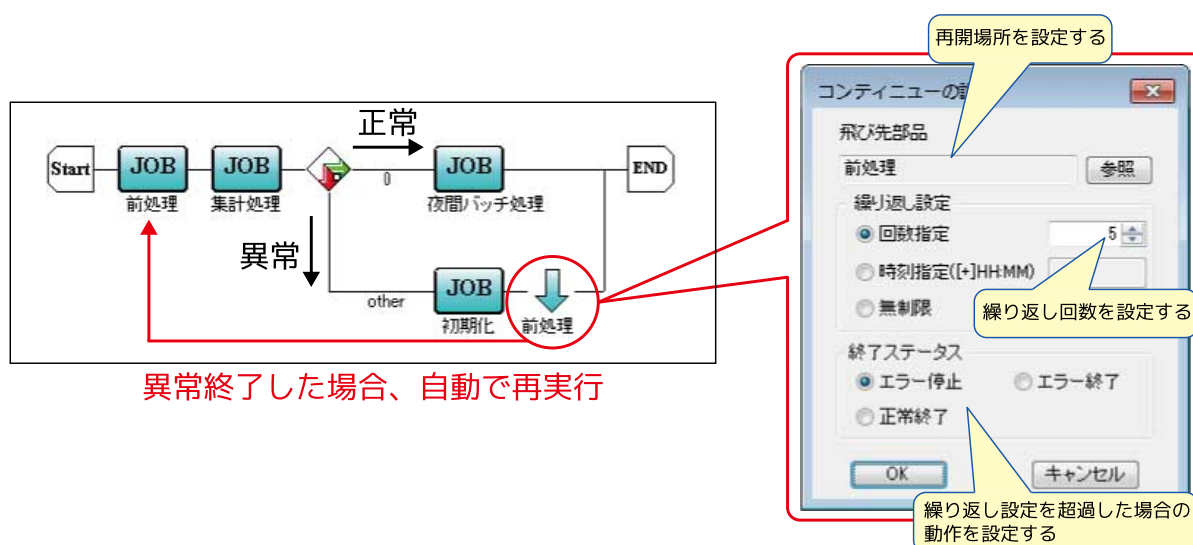 正常
Start
JOB
前処理
JOB
集計処理
0
JOB
夜間バッチ処理
END
異常
other
JOB
初期化
前処理
異常終了した場合、自動で再実行
再開場所を設定する
コンティニューの
飛び先部品
前処理
参照
繰り返し設定
回数指定
5
時刻指定([+]HH:MM)
無制限
繰り返し回数を設定する
終了ステータス
エラー停止
エラー終了
正常終了
OK
キャンセル
繰り返し設定を超過した場合の
動作を設定する